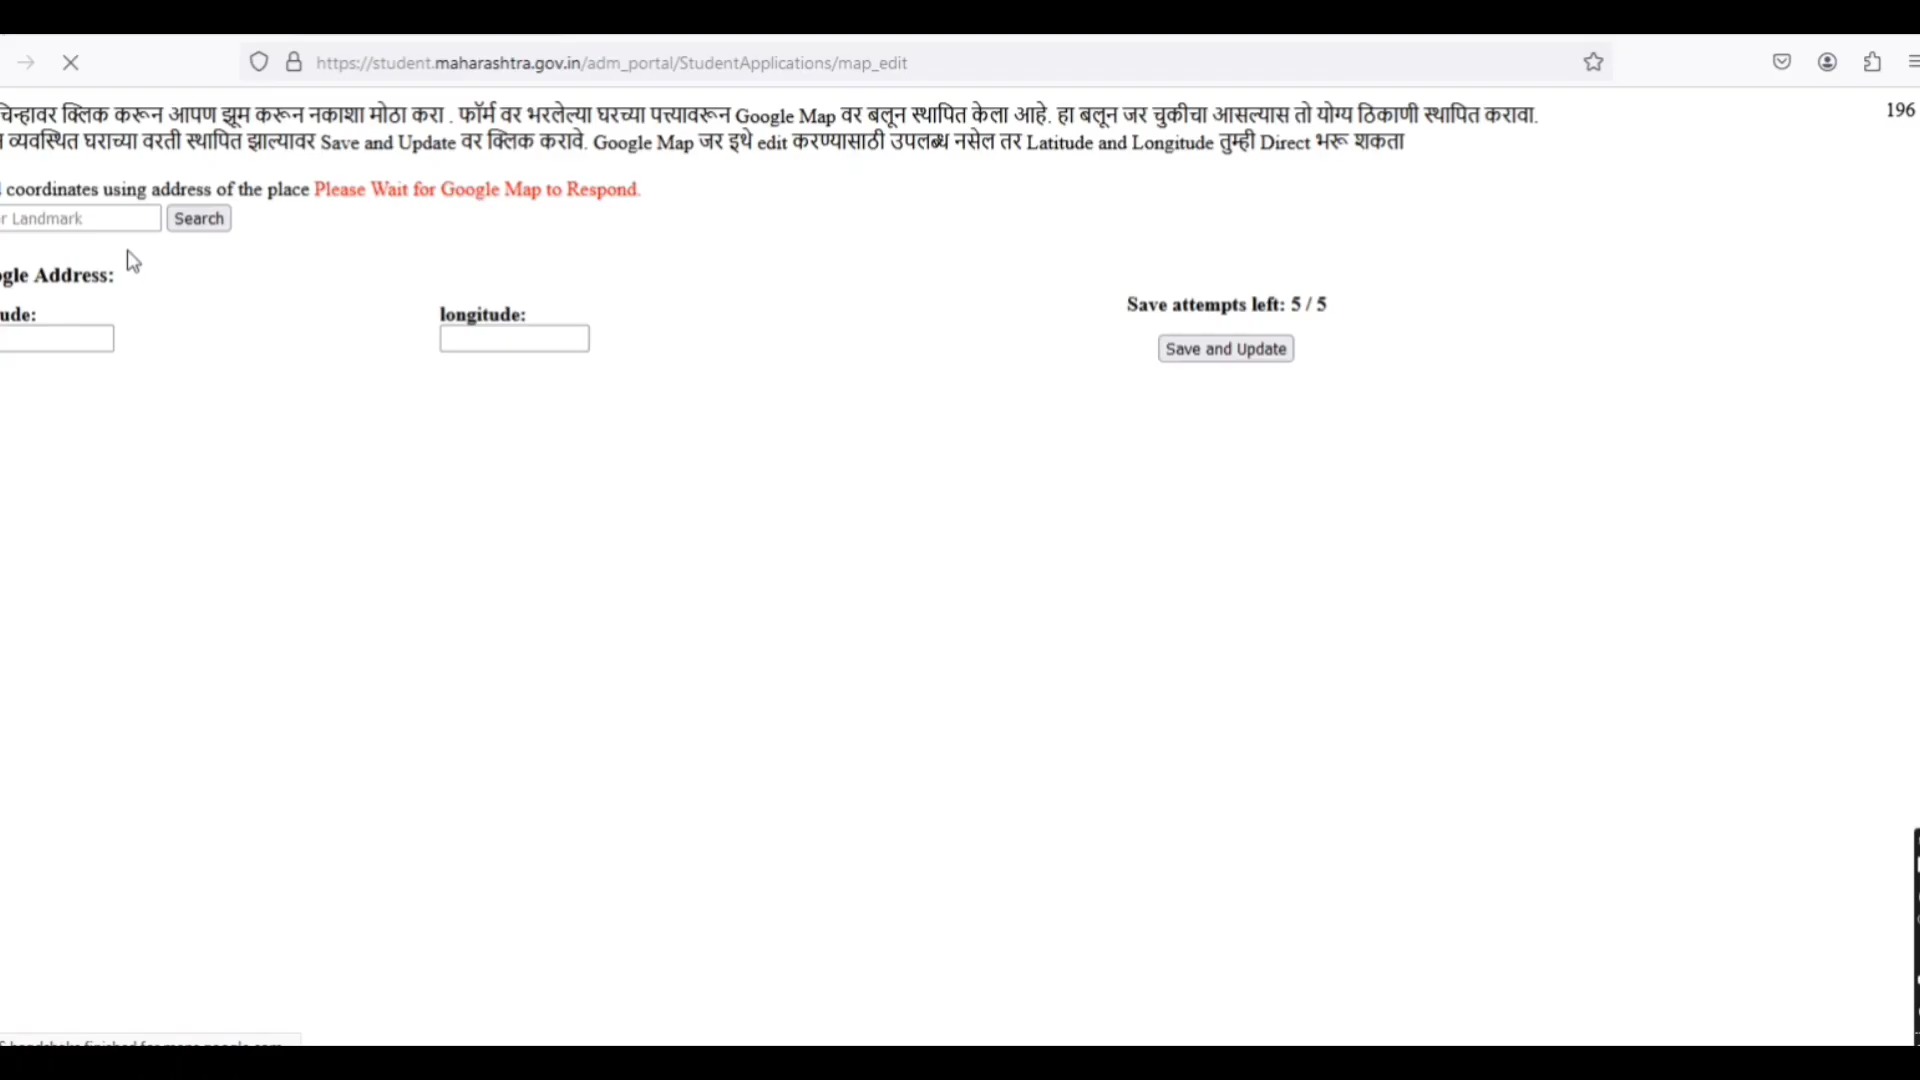 https://student.maharashtra.gov.in/adm_portal/StudentApplications/map_edit
चिन्हावर क्लिक करून आपण झूम करून नकाशा मोठा करा . फॉर्म वर भरलेल्या घरच्या पत्त्यावरून Google Map वर बलून स्थापित केला आहे. हा बलून जर चुकीचा आसल्यास तो योग्य ठिकाणी स्थापित करावा.
196
व्यवस्थित घराच्या वरती स्थापित झाल्यावर Save and Update वर क्लिक करावे. Google Map जर इथे edit करण्यासाठी उपलब्ध नसेल तर Latitude and Longitude तुम्ही Direct भरू शकता
coordinates using address of the place Please Wait for Google Map to Respond.
r Landmark Search
gle Address:
Save attempts left: 5 / 5
ude: longitude:
Save and Update